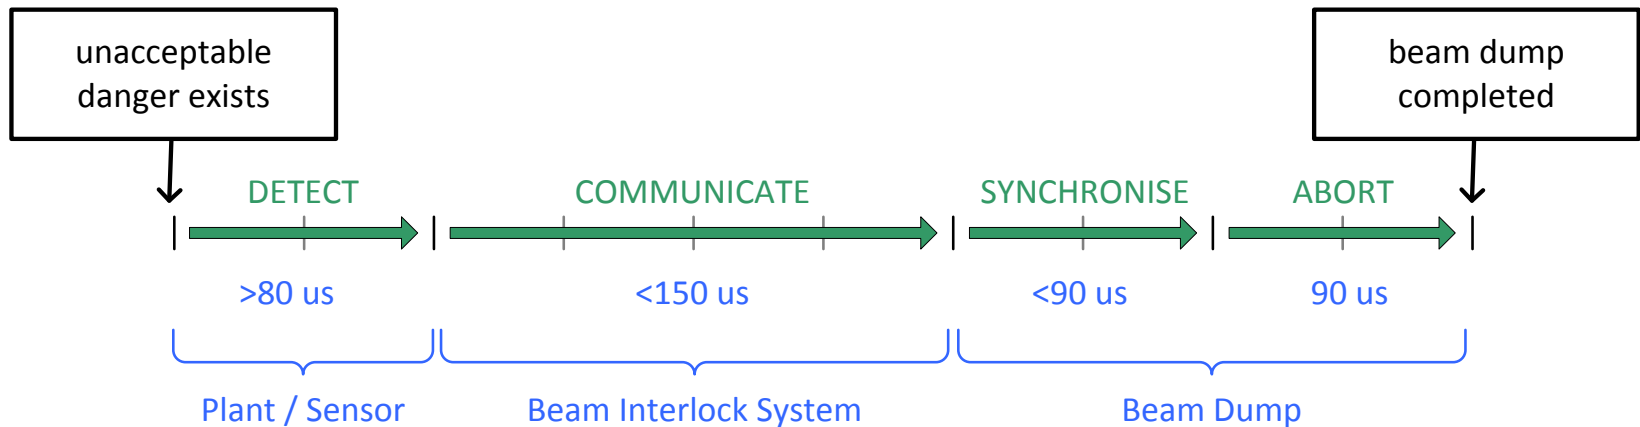 unacceptable
danger exists
beam dump
completed
DETECT
COMMUNICATE
SYNCHRONISE
ABORT
>80 us
<150 us
<90 us
90 us
Plant / Sensor
Beam Interlock System
Beam Dump